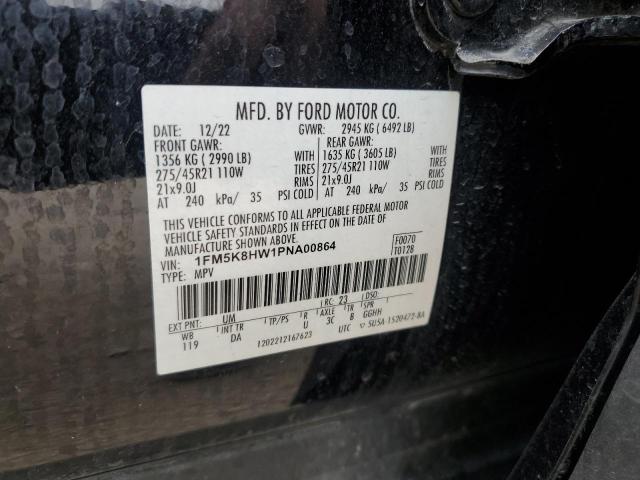 MFD. BY FORD MOTOR CO.
DATE: 12/22 GVWR: 2945 KG ( 6492 LB)
FRONT GAWR: REAR GAWR:
1356 KG ( 2990 LB) WITH 1635 KG ( 3605 LB) WITH
275/45R21 110W TIRES 275/45R21 110W TIRES
21x9.0J RIMS 21x9.0J RIMS
AT 240 kPa/ 35 PSI COLD AT 240 kPa/ 35 PSI COLD
THIS VEHICLE CONFORMS TO ALL APPLICABLE FEDERAL MOTOR
VEHICLE SAFETY STANDARDS IN EFFECT ON THE DATE OF
MANUFACTURE SHOWN ABOVE.
VIN: 1FM5K8HW1PNA00864 F0070
TYPE: MPV T0128
EXT PNT: UM RC: 23 DSO:
WB INT TR TP/PS R AXLE TR SPR
119 DA U 3C B GGHH
1202212167623 UTC 5U5A-1520472-BA